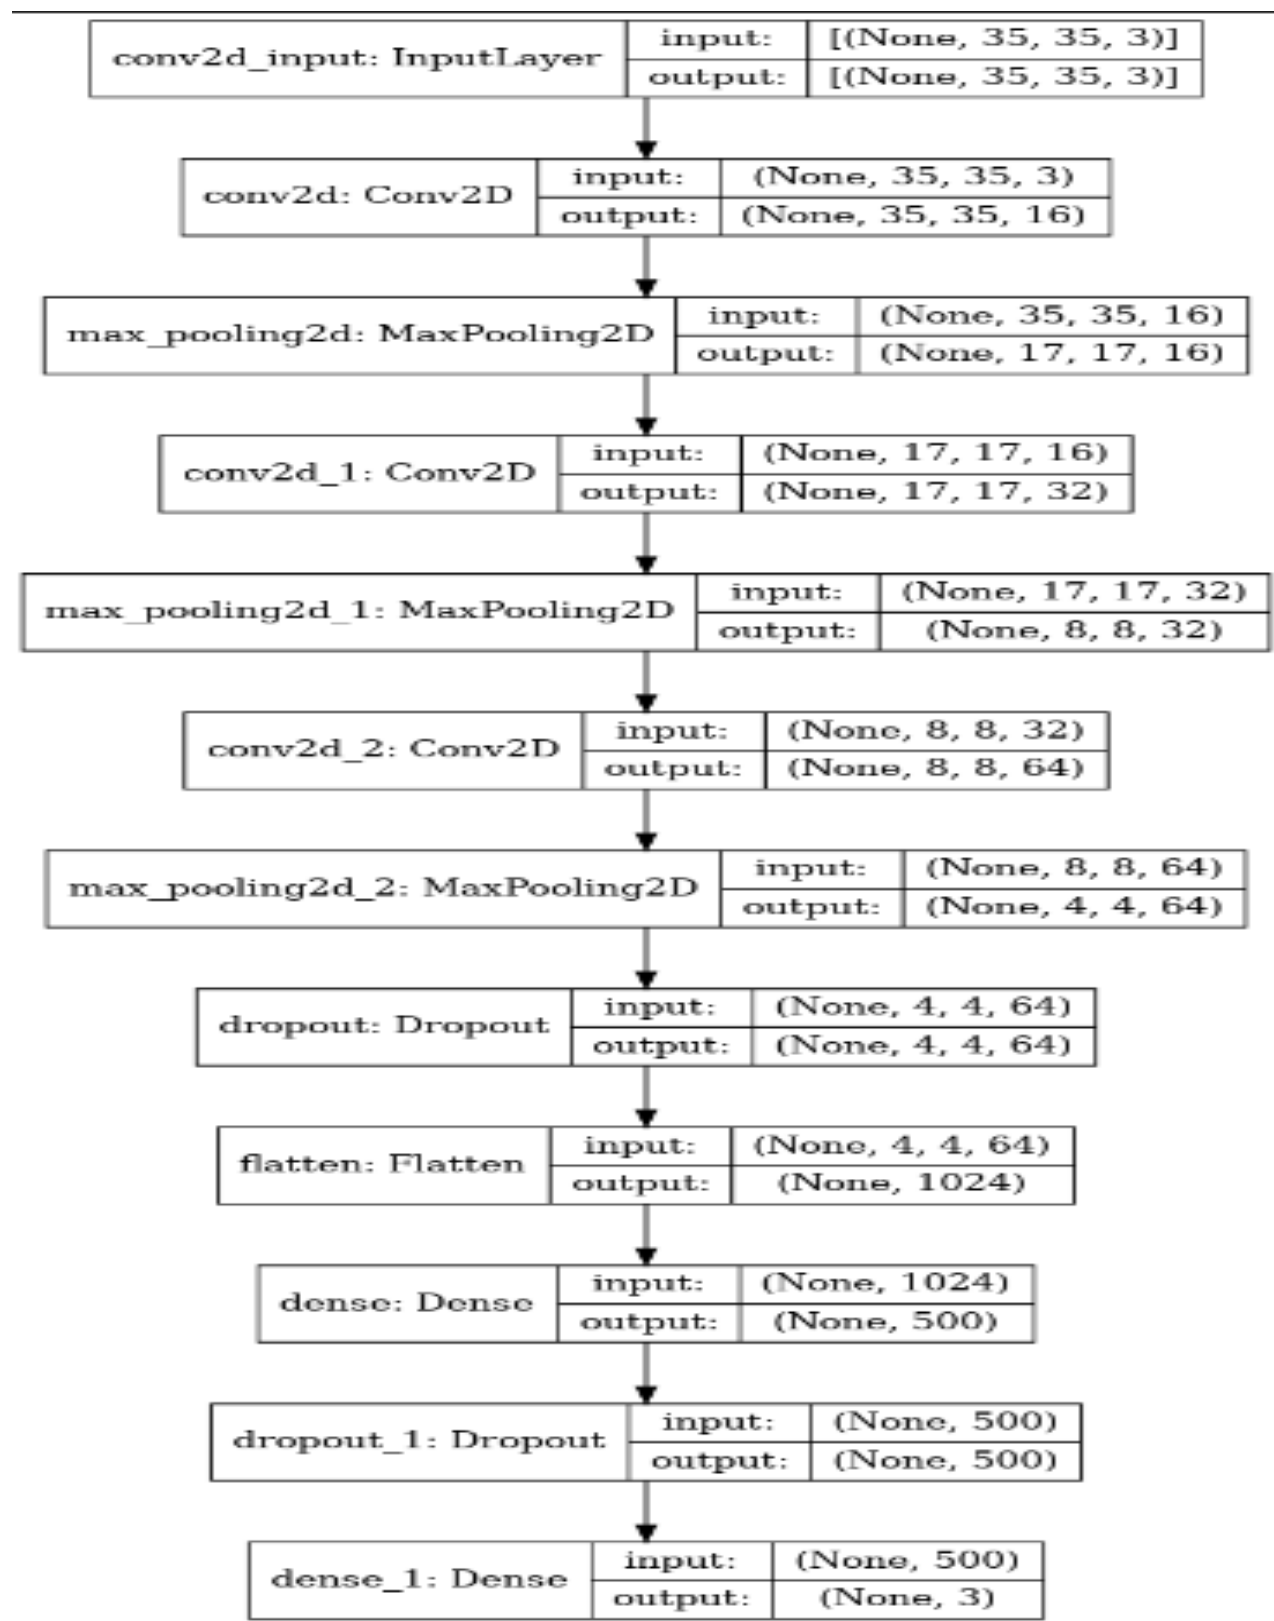 conv2d_input: InputLayer
input: [(None, 35, 35, 3)]
output: [(None, 35, 35, 3)]
conv2d: Conv2D
input: (None, 35, 35, 3)
output: (None, 35, 35, 16)
max_pooling2d: MaxPooling2D
input: (None, 35, 35, 16)
output: (None, 17, 17, 16)
conv2d_1: Conv2D
input: (None, 17, 17, 16)
output: (None, 17, 17, 32)
max_pooling2d_1: MaxPooling2D
input: (None, 17, 17, 32)
output: (None, 8, 8, 32)
conv2d_2: Conv2D
input: (None, 8, 8, 32)
output: (None, 8, 8, 64)
max_pooling2d_2: MaxPooling2D
input: (None, 8, 8, 64)
output: (None, 4, 4, 64)
dropout: Dropout
input: (None, 4, 4, 64)
output: (None, 4, 4, 64)
flatten: Flatten
input: (None, 4, 4, 64)
output: (None, 1024)
dense: Dense
input: (None, 1024)
output: (None, 500)
dropout_1: Dropout
input: (None, 500)
output: (None, 500)
dense_1: Dense
input: (None, 500)
output: (None, 3)